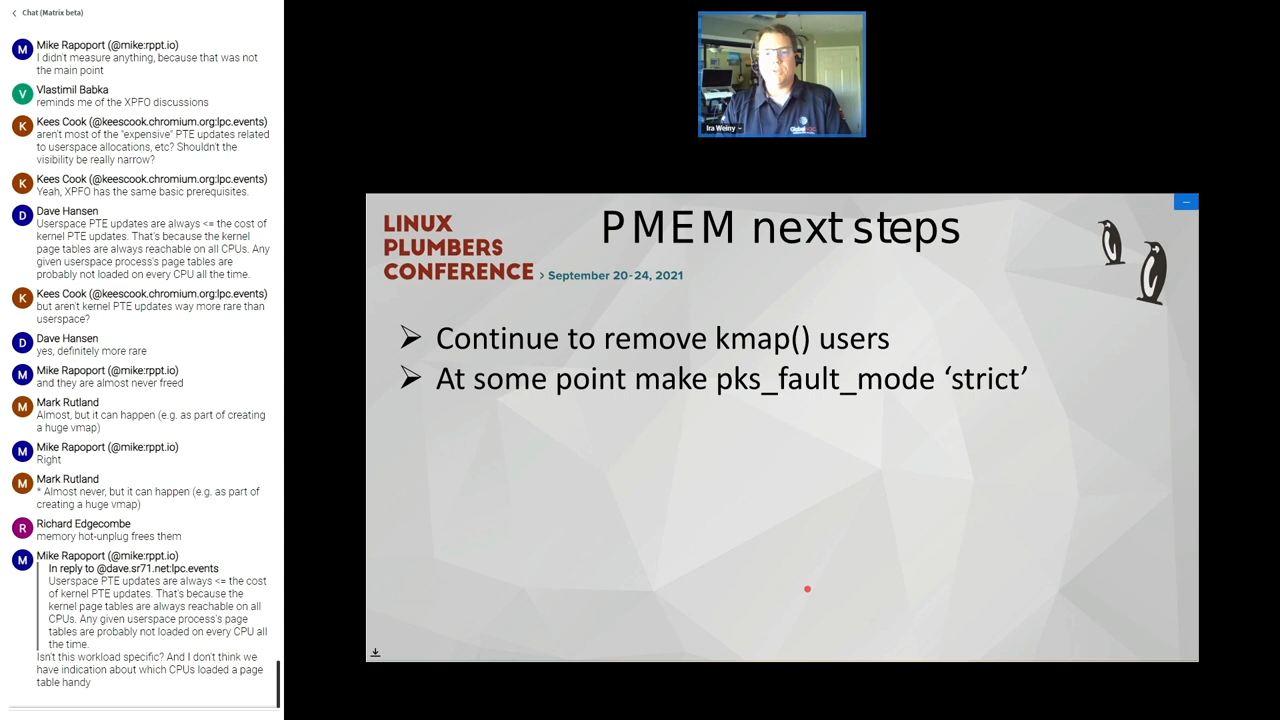 Chat (Matrix beta)
M
Mike Rapoport (@mike:rppt.io)
I didn't measure anything, because that was not
the main point
V
Vlastimil Babka
reminds me of the XPFO discussions
K
Kees Cook (@keescook.chromium.org:lpc.events)
aren't most of the "expensive" PTE updates related
to userspace allocations, etc? Shouldn't the
visibility be really narrow?
K
Kees Cook (@keescook.chromium.org:lpc.events)
Yeah, XPFO has the same basic prerequisites.
D
Dave Hansen
Userspace PTE updates are always <= the cost of
kernel PTE updates. That's because the kernel
page tables are always reachable on all CPUs. Any
given userspace process's page tables are
probably not loaded on every CPU all the time.
K
Kees Cook (@keescook.chromium.org:lpc.events)
but aren't kernel PTE updates way more rare than
userspace?
D
Dave Hansen
yes, definitely more rare
M
Mike Rapoport (@mike:rppt.io)
and they are almost never freed
M
Mark Rutland
Almost, but it can happen (e.g. as part of creating
a huge vmap)
M
Mike Rapoport (@mike:rppt.io)
Right
M
Mark Rutland
* Almost never, but it can happen (e.g. as part of
creating a huge vmap)
R
Richard Edgecombe
memory hot-unplug frees them
M
Mike Rapoport (@mike:rppt.io)
In reply to @dave.sr71.net:lpc.events
Userspace PTE updates are always <= the cost
of kernel PTE updates. That's because the
kernel page tables are always reachable on all
CPUs. Any given userspace process's page
tables are probably not loaded on every CPU all
the time.
Isn't this workload specific? And I don't think we
have indication about which CPUs loaded a page
table handy
Ira Weiny
LINUX
PLUMBERS
CONFERENCE > September 20-24, 2021
PMEM next steps
➢ Continue to remove kmap() users
➢ At some point make pks_fault_mode ‘strict’